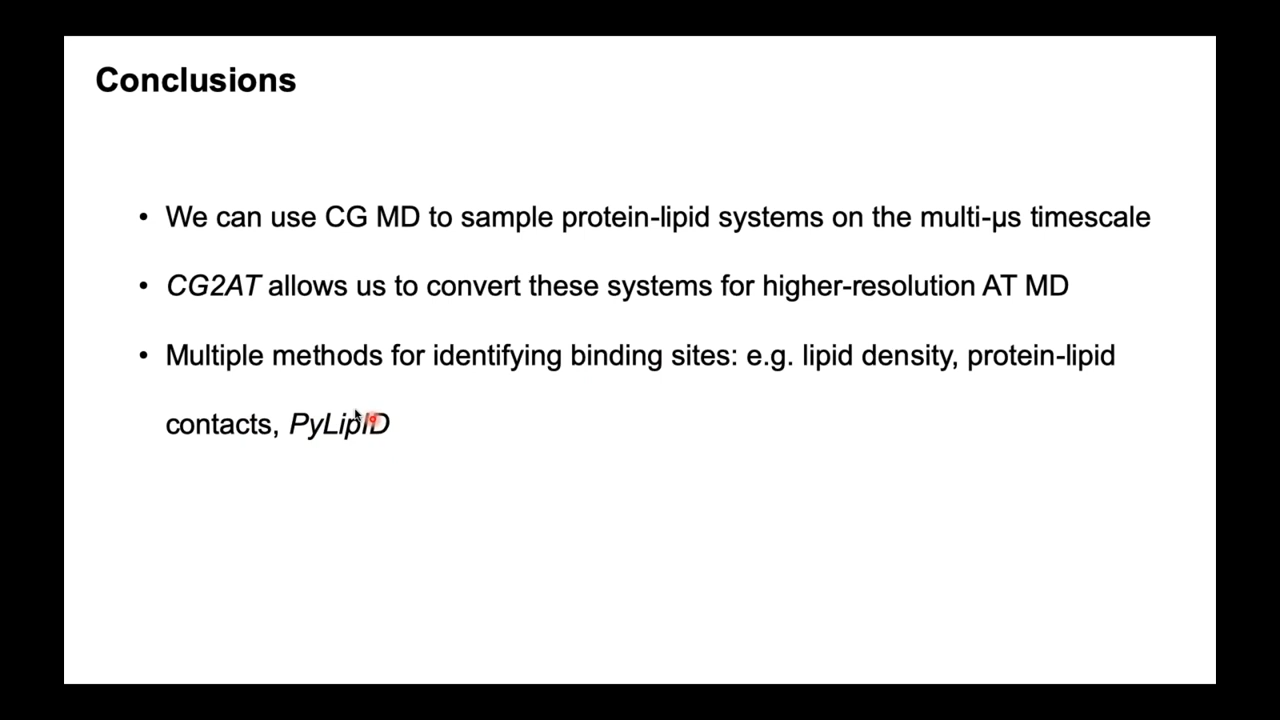 Conclusions
• We can use CG MD to sample protein-lipid systems on the multi-µs timescale
• CG2AT allows us to convert these systems for higher-resolution AT MD
• Multiple methods for identifying binding sites: e.g. lipid density, protein-lipid
contacts, PyLipID